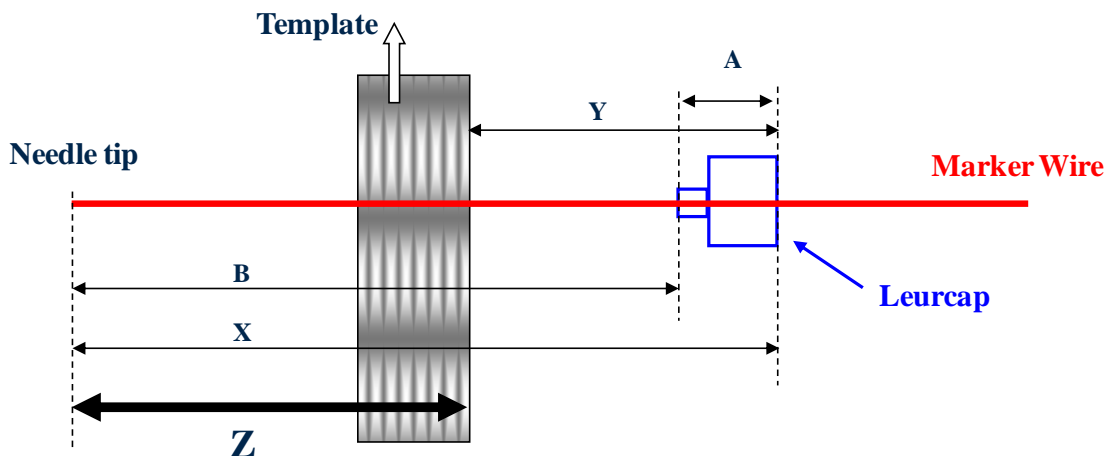 Template
A
Y
Needle tip
Marker Wire
B
Leurcap
X
Z